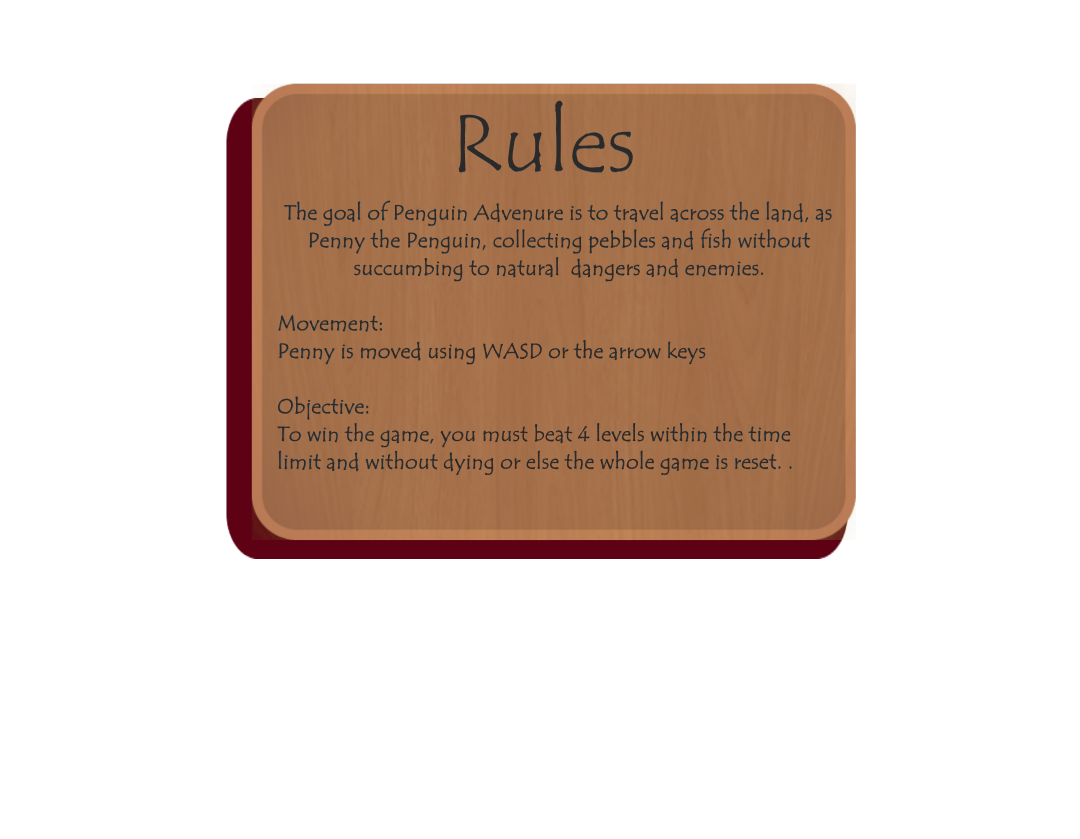 Rules
The goal of Penguin Advenure is to travel across the land, as
Penny the Penguin, collecting pebbles and fish without
succumbing to natural  dangers and enemies.
Movement:
Penny is moved using WASD or the arrow keys
Objective:
To win the game, you must beat 4 levels within the time
limit and without dying or else the whole game is reset. .